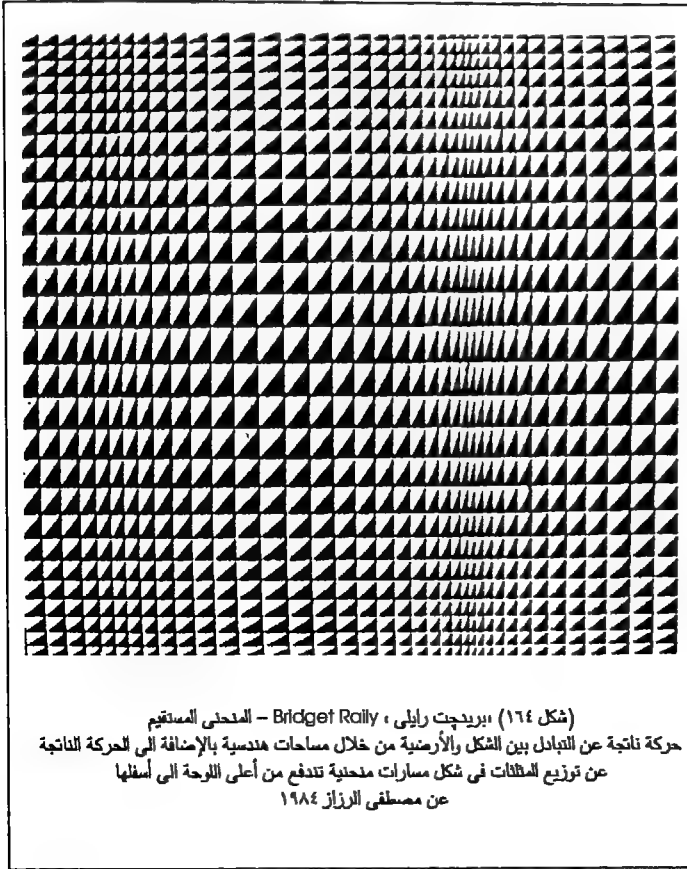 (شكل ١٦٤) «بريدجت رايلى» Bridget Raily – المنحنى المستقيم
حركة ناتجة عن التبادل بين الشكل والأرضية من خلال مساحات هندسية بالإضافة الى الحركة الناتجة
عن توزيع المثلثات فى شكل مسارات منحنية تندفع من أعلى اللوحة الى أسفلها
عن مصطفى الرزاز ١٩٨٤